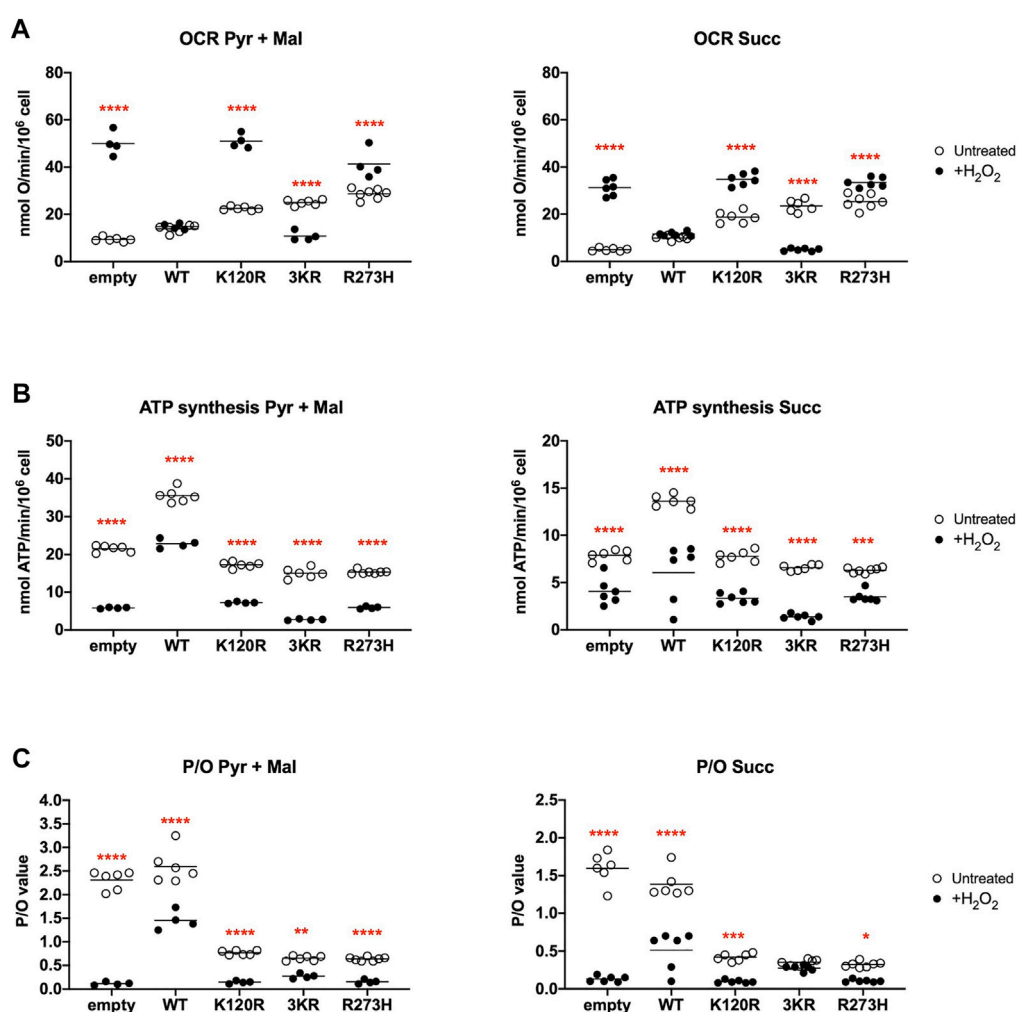 A
OCR Pyr + Mal
nmol O/min/10⁶ cell
80
60
40
20
0
**** **** **** ****
empty WT K120R 3KR R273H
OCR Succ
nmol O/min/10⁶ cell
80
60
40
20
0
**** **** **** ****
empty WT K120R 3KR R273H
Untreated
+H₂O₂
B
ATP synthesis Pyr + Mal
nmol ATP/min/10⁶ cell
50
40
30
20
10
0
**** **** **** **** ****
empty WT K120R 3KR R273H
ATP synthesis Succ
nmol ATP/min/10⁶ cell
20
15
10
5
0
**** **** **** **** ***
empty WT K120R 3KR R273H
Untreated
+H₂O₂
C
P/O Pyr + Mal
P/O value
4.0
3.5
3.0
2.5
2.0
1.5
1.0
0.5
0.0
**** **** **** ** ****
empty WT K120R 3KR R273H
P/O Succ
P/O value
2.5
2.0
1.5
1.0
0.5
0.0
**** **** *** *
empty WT K120R 3KR R273H
Untreated
+H₂O₂